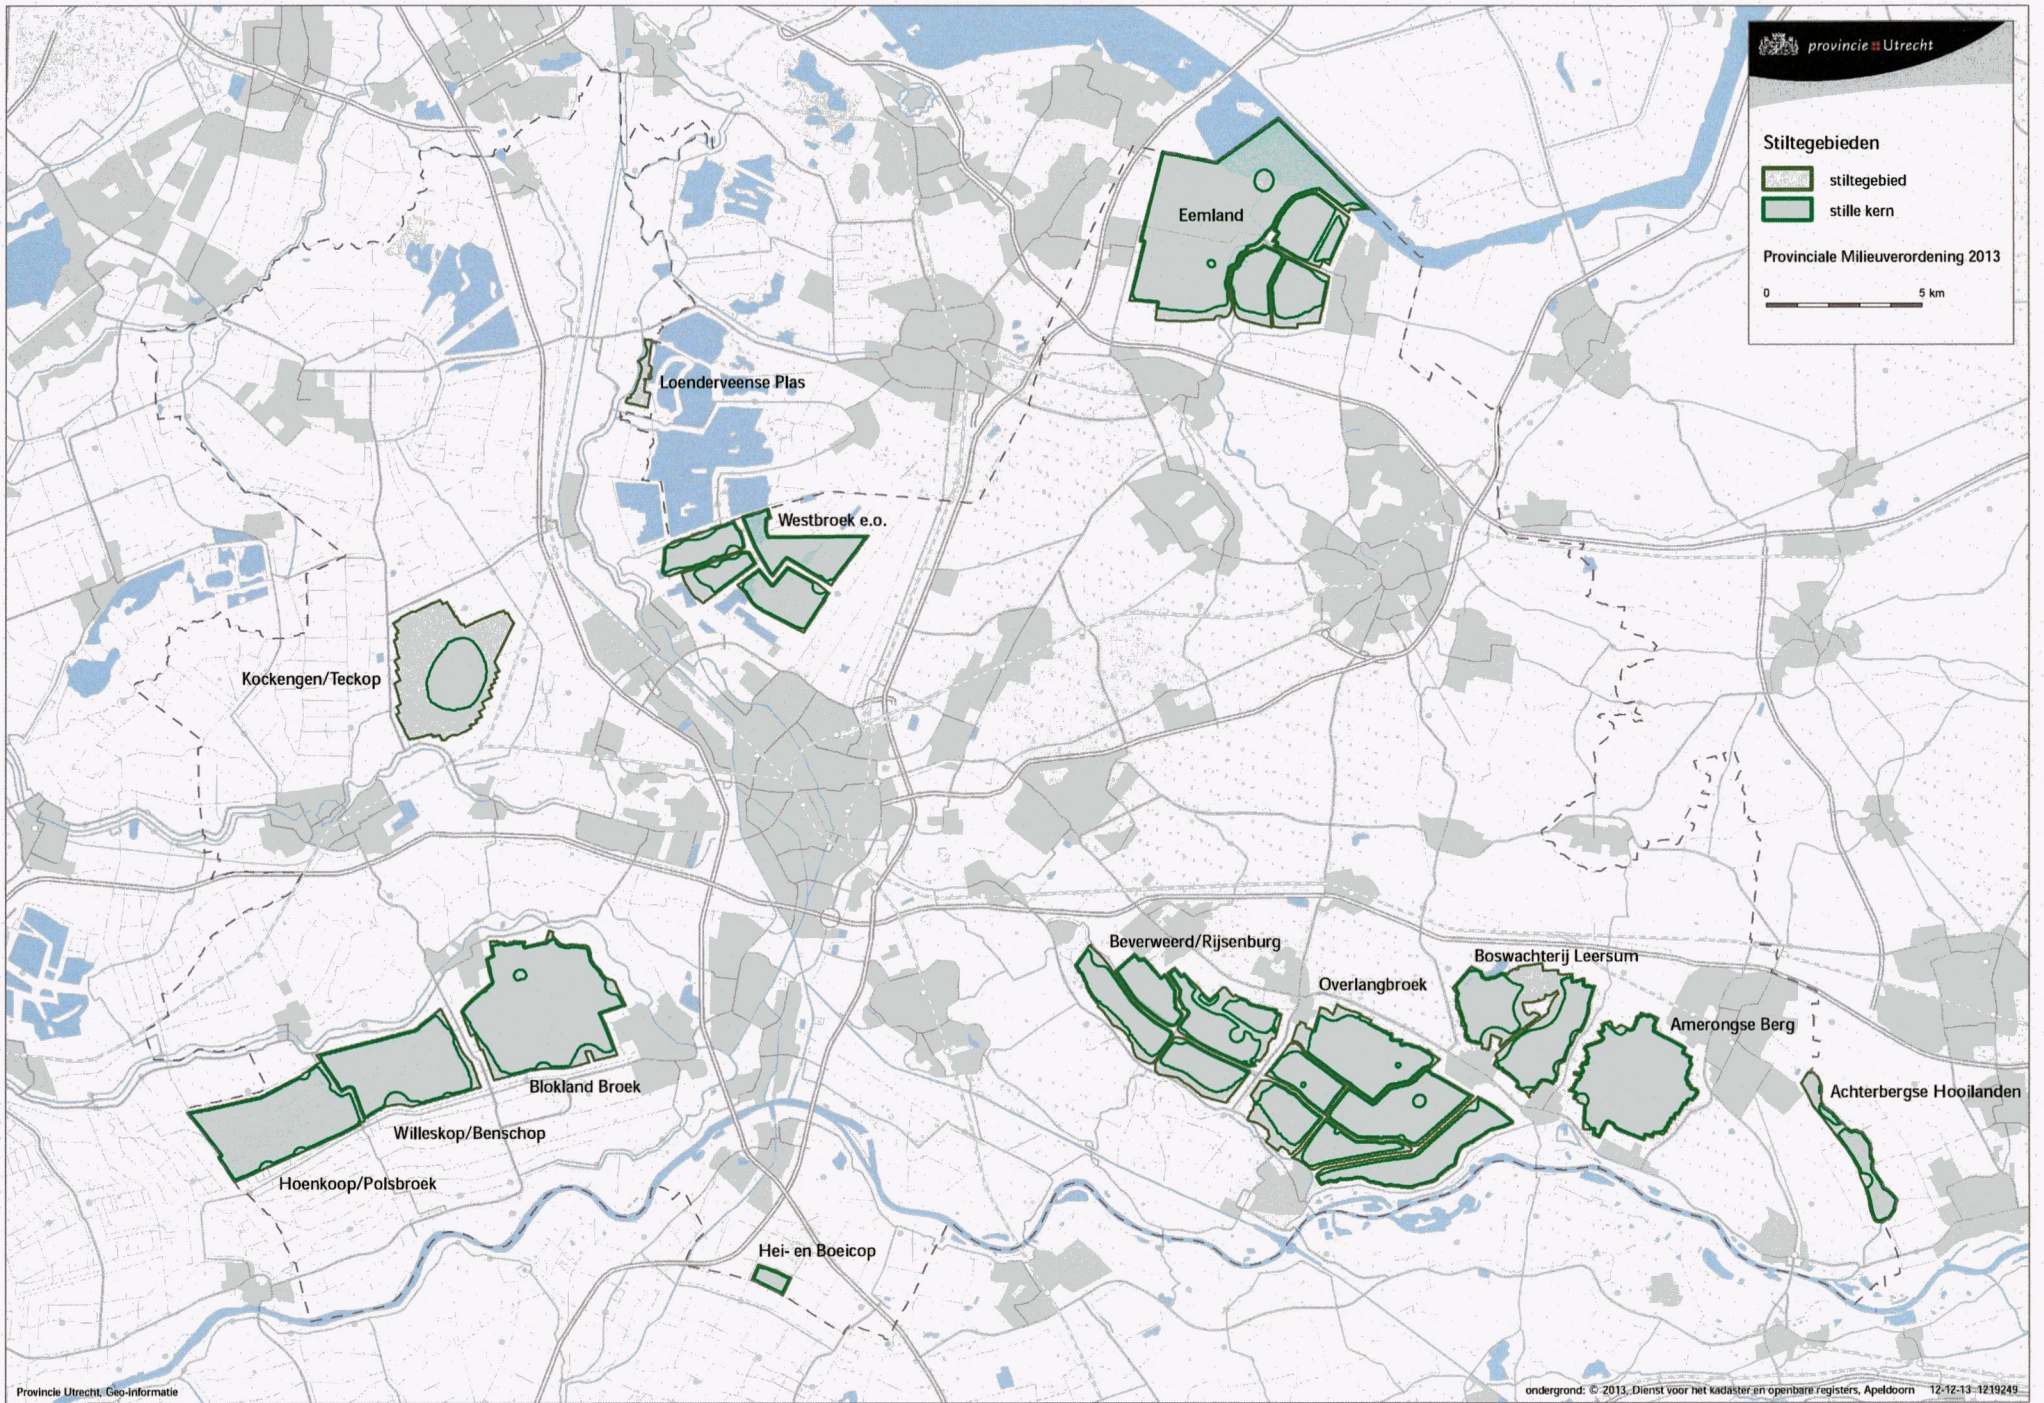 provincie Utrecht
Stiltegebieden
stiltegebied
stille kern
Provinciale Milieuverordening 2013
0 5 km
Eemland
Loenderveense Plas
Westbroek e.o.
Kockengen/Teckop
Beverweerd/Rijsenburg
Boswachterij Leersum
Overlangbroek
Amerongse Berg
Blokland Broek
Achterbergse Hooilanden
Willeskop/Benschop
Hoenkoop/Polsbroek
Hei- en Boeicop
Provincie Utrecht, Geo-Informatie
ondergrond: © 2013, Dienst voor het kadaster en openbare registers, Apeldoorn 12-12-13 1219249